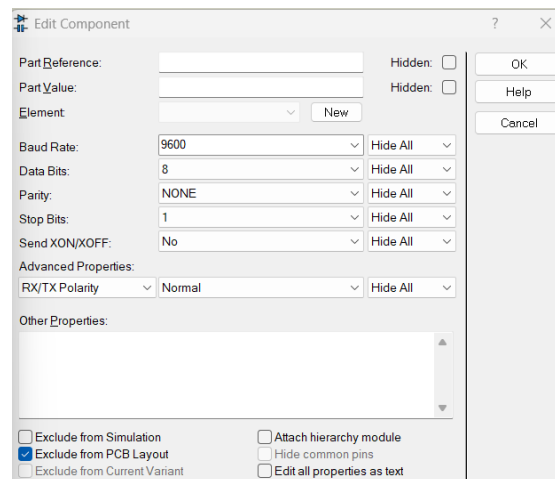 Edit Component ? X
Part Reference: Hidden: OK
Part Value: Hidden: Help
Element: New Cancel
Baud Rate: 9600 Hide All
Data Bits: 8 Hide All
Parity: NONE Hide All
Stop Bits: 1 Hide All
Send XON/XOFF: No Hide All
Advanced Properties:
RX/TX Polarity Normal Hide All
Other Properties:
Exclude from Simulation Attach hierarchy module
Exclude from PCB Layout Hide common pins
Exclude from Current Variant Edit all properties as text